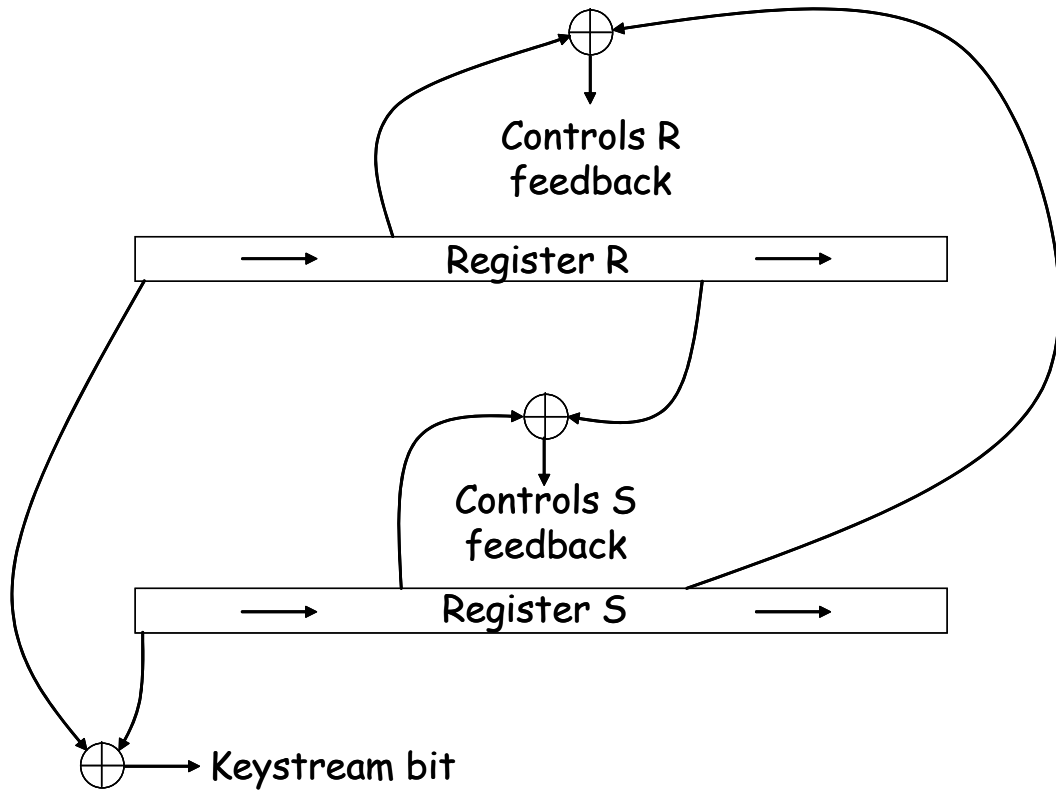 Controls R
feedback
Register R
Controls S
feedback
Register S
Keystream bit